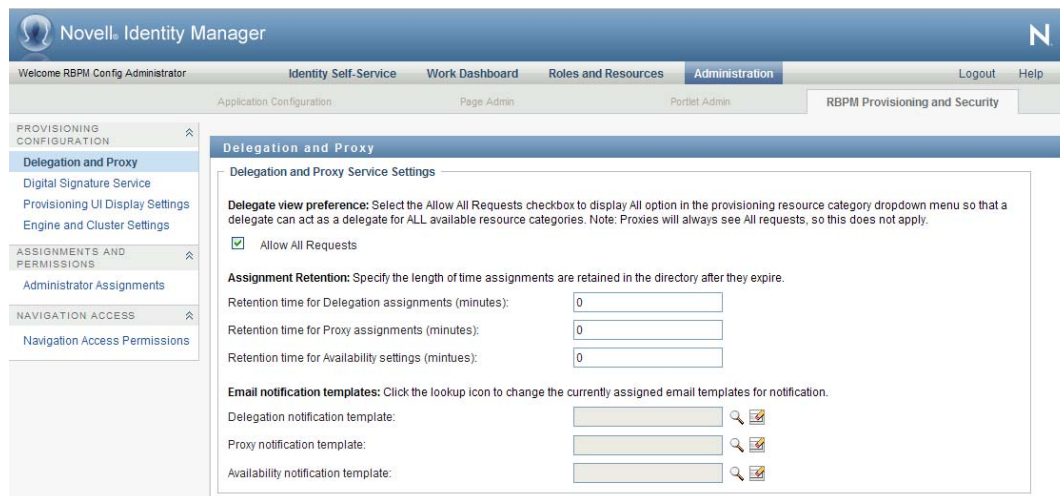 Novell® Identity Manager
N
Welcome RBPM Config Administrator
Identity Self-Service
Work Dashboard
Roles and Resources
Administration
Logout
Help
Application Configuration
Page Admin
Portlet Admin
RBPM Provisioning and Security
PROVISIONING
CONFIGURATION
Delegation and Proxy
Digital Signature Service
Provisioning UI Display Settings
Engine and Cluster Settings
ASSIGNMENTS AND
PERMISSIONS
Administrator Assignments
NAVIGATION ACCESS
Navigation Access Permissions
Delegation and Proxy
Delegation and Proxy Service Settings
Delegate view preference: Select the Allow All Requests checkbox to display All option in the provisioning resource category dropdown menu so that a
delegate can act as a delegate for ALL available resource categories. Note: Proxies will always see All requests, so this does not apply.
Allow All Requests
Assignment Retention: Specify the length of time assignments are retained in the directory after they expire.
Retention time for Delegation assignments (minutes): 0
Retention time for Proxy assignments (minutes): 0
Retention time for Availability settings (mintues): 0
Email notification templates: Click the lookup icon to change the currently assigned email templates for notification.
Delegation notification template:
Proxy notification template:
Availability notification template: